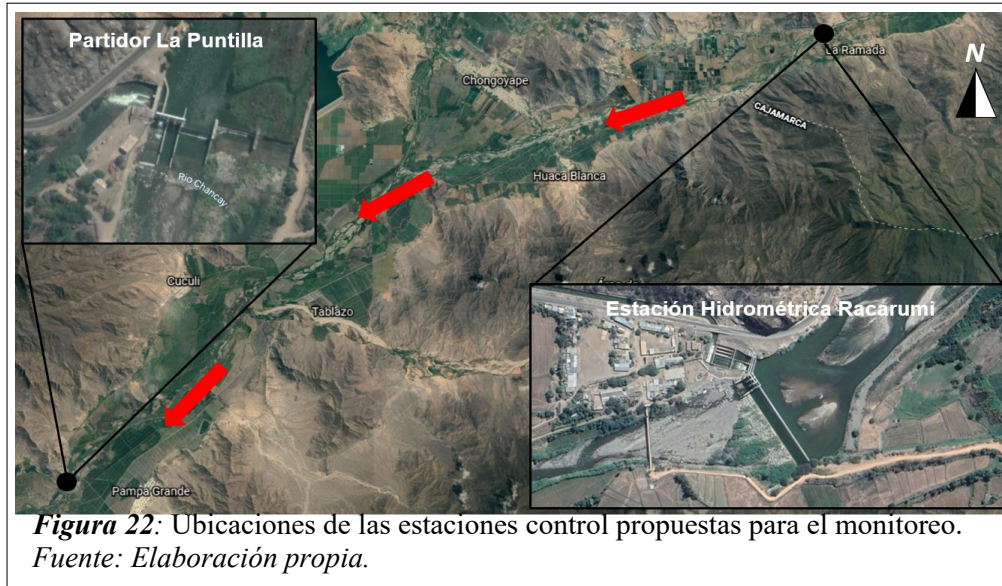 Partidor La Puntilla
Río Chancay
Chongoyape
La Ramada
N
CAJAMARCA
Huaca Blanca
Cuculi
Tablazo
Estación Hidrométrica Racarumi
Pampa Grande
Figura 22: Ubicaciones de las estaciones control propuestas para el monitoreo.
Fuente: Elaboración propia.